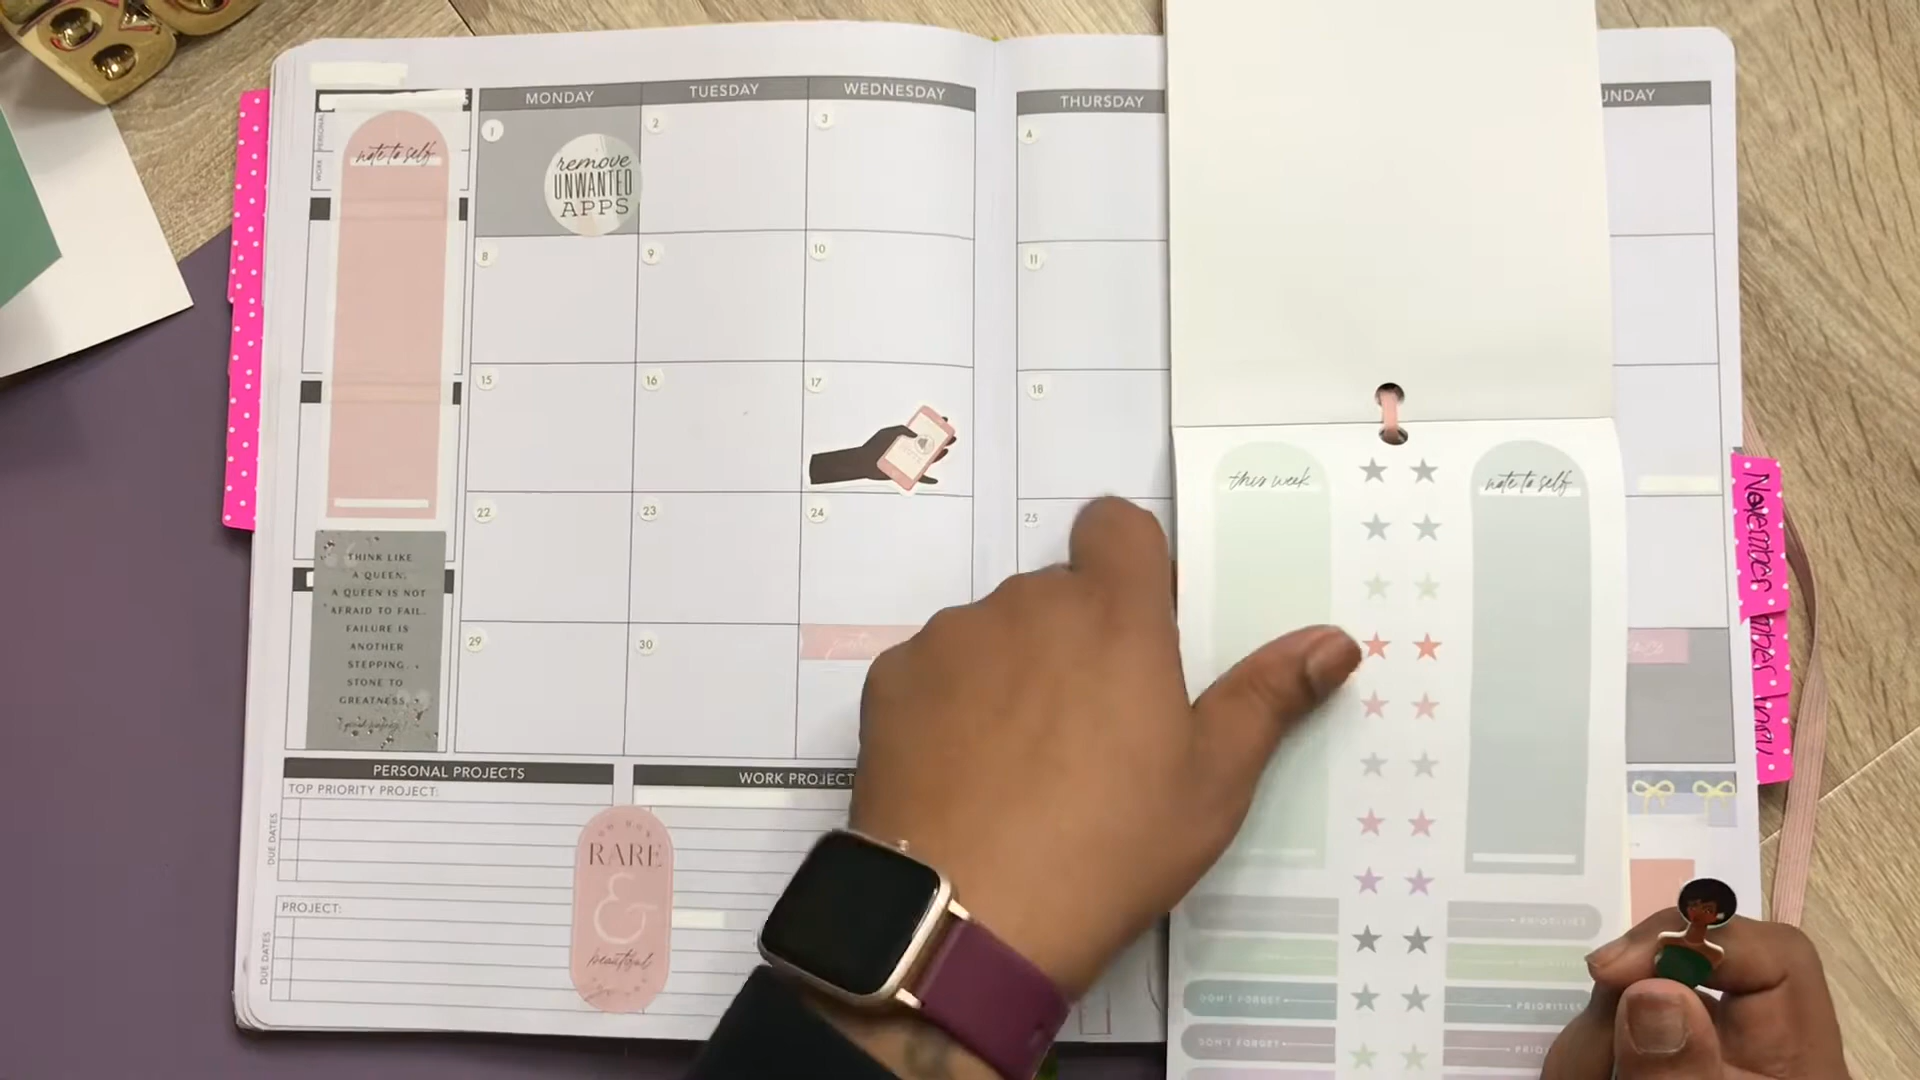 MONDAY
TUESDAY
WEDNESDAY
THURSDAY
UNDAY
PERSONAL
WORK
note to self
1
remove
UNWANTED
APPS
2
3
4
8
9
10
11
15
16
17
18
22
23
24
25
29
30
THINK LIKE
A QUEEN.
A QUEEN IS NOT
AFRAID TO FAIL.
FAILURE IS
ANOTHER
STEPPING
STONE TO
GREATNESS.
PERSONAL PROJECTS
TOP PRIORITY PROJECT:
DUE DATES
PROJECT:
DUE DATES
WORK PROJECT
RARE
&
beautiful
this week
note to self
PRIORITIES
DON'T FORGET
PRIORITIES
DON'T FORGET
PRIO
November